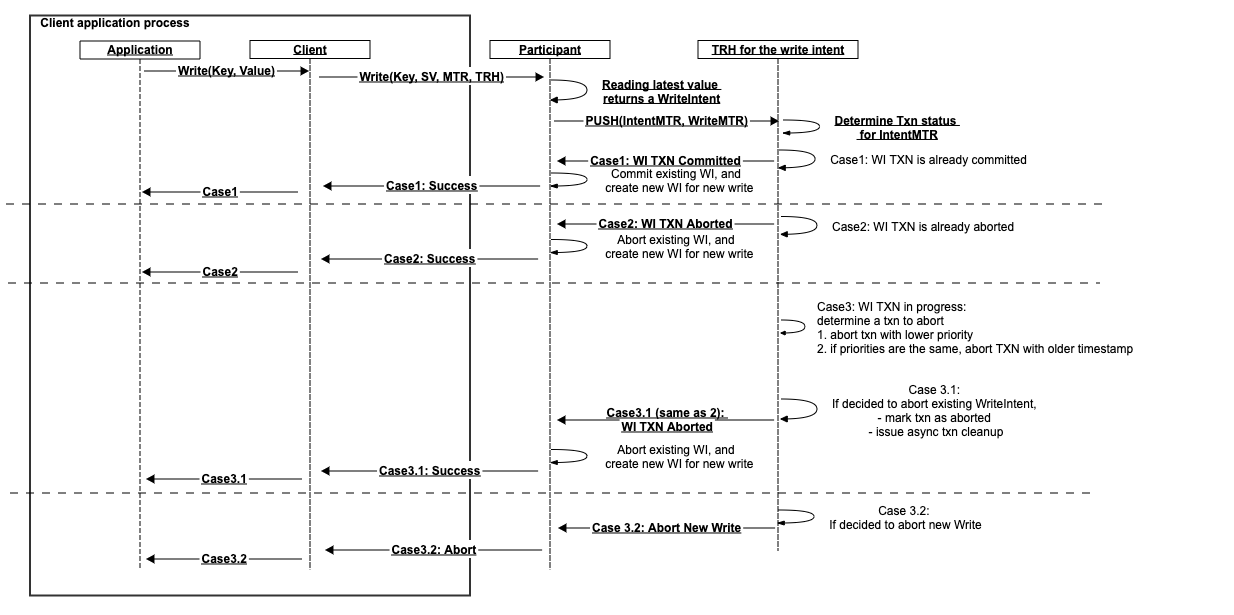 Client application process
Application
Client
Participant
TRH for the write intent
Write(Key, Value)
Write(Key, SV, MTR, TRH)
Reading latest value
returns a WriteIntent
PUSH(IntentMTR, WriteMTR)
Determine Txn status
for IntentMTR
Case1: WI TXN Committed
Case1: WI TXN is already committed
Commit existing WI, and
create new WI for new write
Case1: Success
Case1
Case2: WI TXN Aborted
Case2: WI TXN is already aborted
Abort existing WI, and
create new WI for new write
Case2: Success
Case2
Case3: WI TXN in progress:
determine a txn to abort
1. abort txn with lower priority
2. if priorities are the same, abort TXN with older timestamp
Case 3.1:
If decided to abort existing WriteIntent,
- mark txn as aborted
- issue async txn cleanup
Case3.1 (same as 2):
WI TXN Aborted
Abort existing WI, and
create new WI for new write
Case3.1: Success
Case3.1
Case 3.2:
If decided to abort new Write
Case 3.2: Abort New Write
Case3.2: Abort
Case3.2